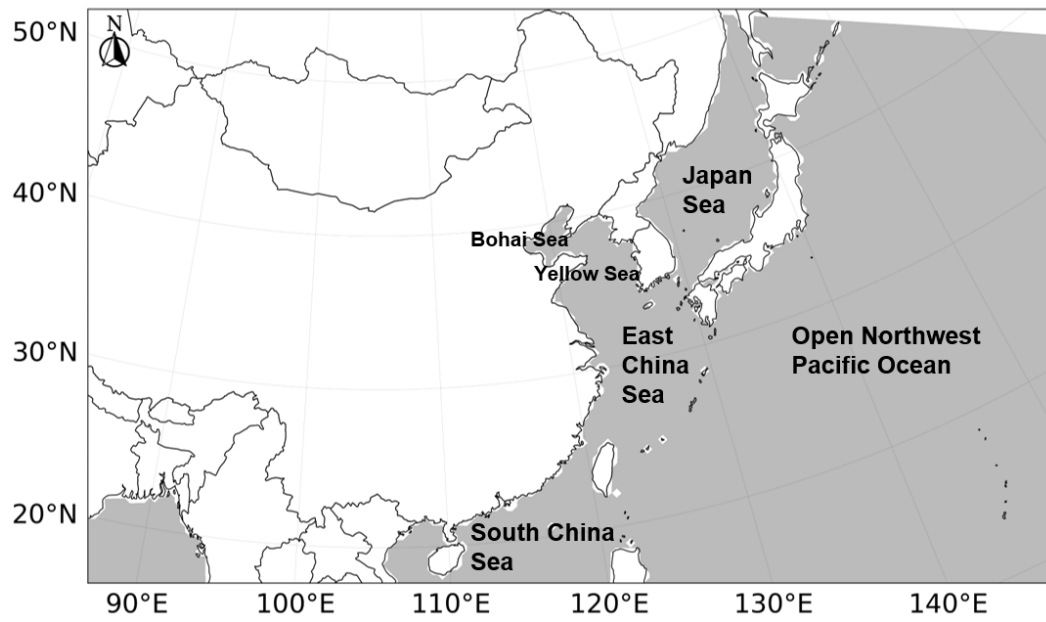 50°N
N
40°N
Japan
Sea
Bohai Sea
Yellow Sea
30°N
East
China
Sea
Open Northwest
Pacific Ocean
20°N
South China
Sea
90°E
100°E
110°E
120°E
130°E
140°E